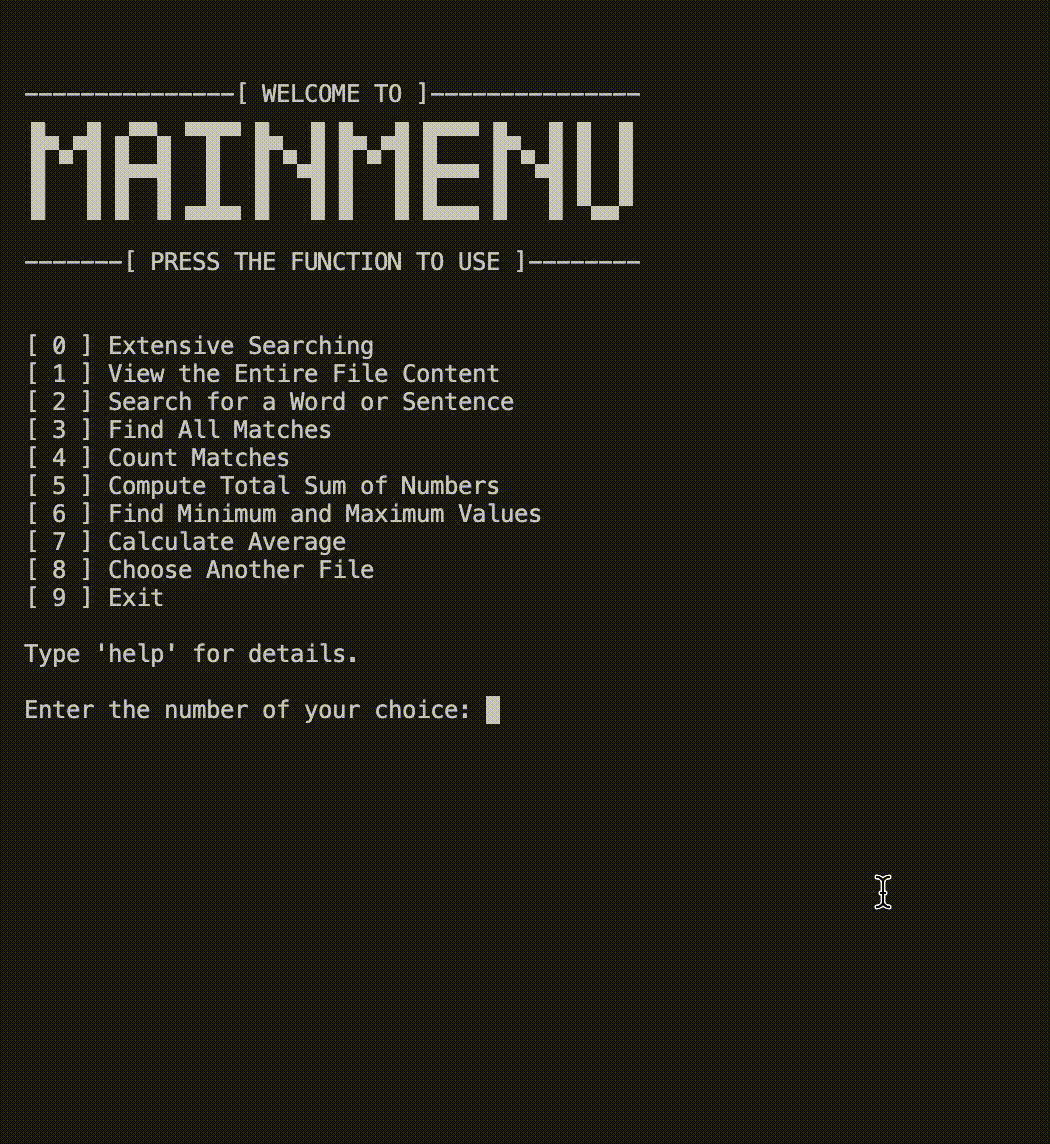 ---------------[ WELCOME TO ]---------------
MAINMENU
-------[ PRESS THE FUNCTION TO USE ]--------
[ 0 ] Extensive Searching
[ 1 ] View the Entire File Content
[ 2 ] Search for a Word or Sentence
[ 3 ] Find All Matches
[ 4 ] Count Matches
[ 5 ] Compute Total Sum of Numbers
[ 6 ] Find Minimum and Maximum Values
[ 7 ] Calculate Average
[ 8 ] Choose Another File
[ 9 ] Exit
Type 'help' for details.
Enter the number of your choice: